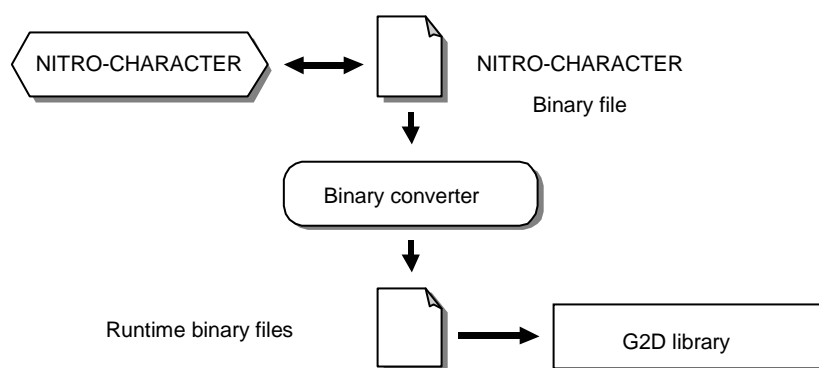 NITRO-CHARACTER
NITRO-CHARACTER
Binary file
Binary converter
Runtime binary files
G2D library